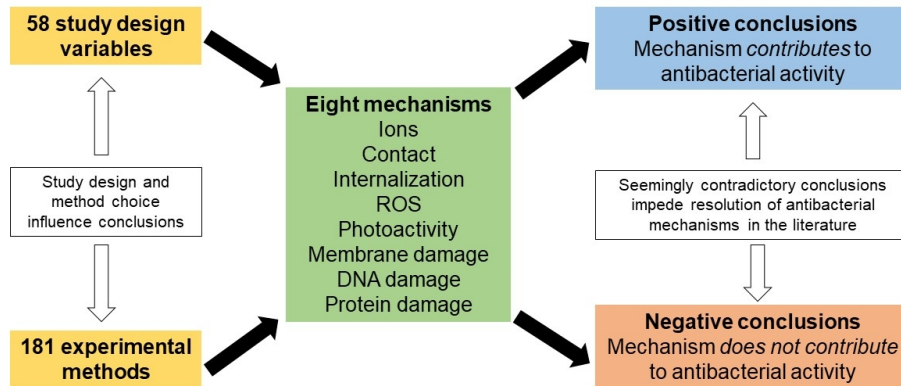 58 study design
variables
Study design and
method choice
influence conclusions
181 experimental
methods
Eight mechanisms
Ions
Contact
Internalization
ROS
Photoactivity
Membrane damage
DNA damage
Protein damage
Positive conclusions
Mechanism contributes to
antibacterial activity
Seemingly contradictory conclusions
impede resolution of antibacterial
mechanisms in the literature
Negative conclusions
Mechanism does not contribute
to antibacterial activity